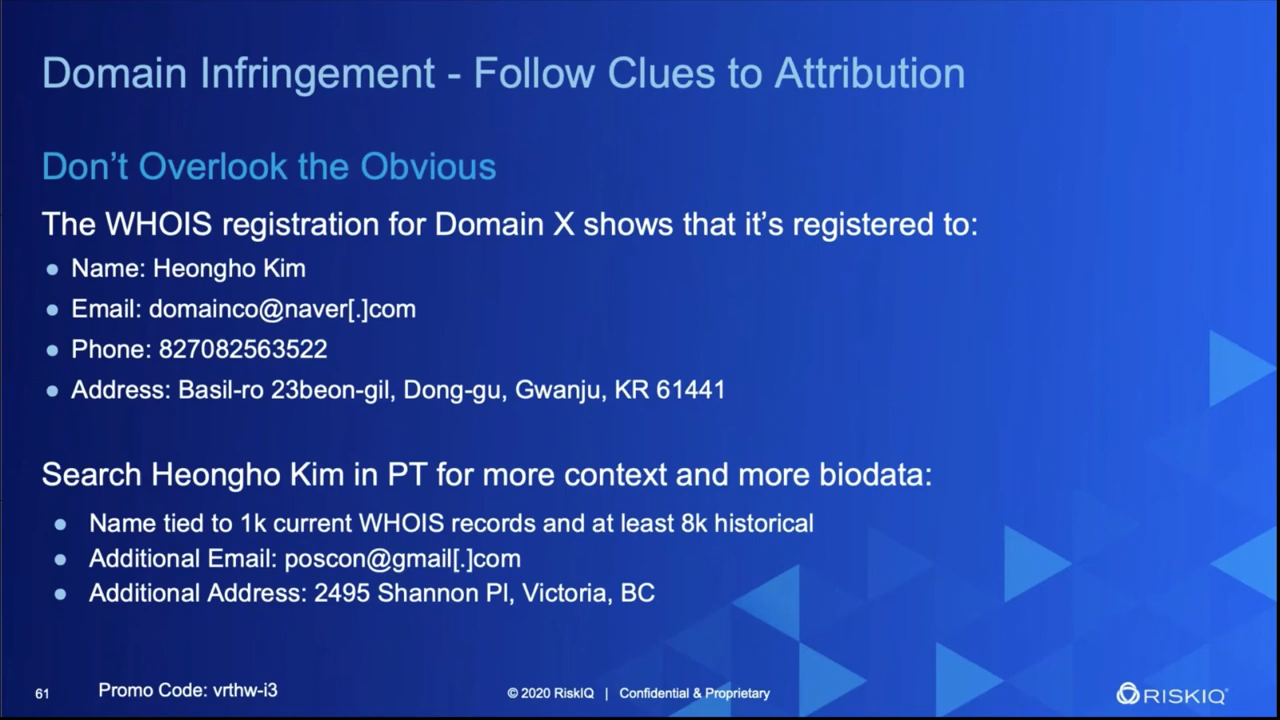 Domain Infringement - Follow Clues to Attribution
Don't Overlook the Obvious
The WHOIS registration for Domain X shows that it's registered to:
• Name: Heongho Kim
• Email: domainco@naver[.]com
• Phone: 827082563522
• Address: Basil-ro 23beon-gil, Dong-gu, Gwanju, KR 61441
Search Heongho Kim in PT for more context and more biodata:
• Name tied to 1k current WHOIS records and at least 8k historical
• Additional Email: poscon@gmail[.]com
• Additional Address: 2495 Shannon Pl, Victoria, BC
61 Promo Code: vrthw-i3 © 2020 RiskIQ | Confidential & Proprietary RISKIQ®